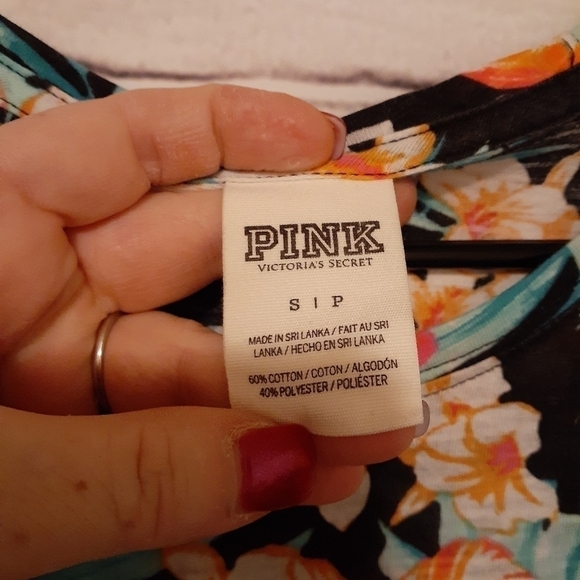 PINK
VICTORIA'S SECRET
S | P
MADE IN SRI LANKA / FAIT AU SRI
LANKA / HECHO EN SRI LANKA
60% COTTON / COTON / ALGODÓN
40% POLYESTER / POLIÉSTER